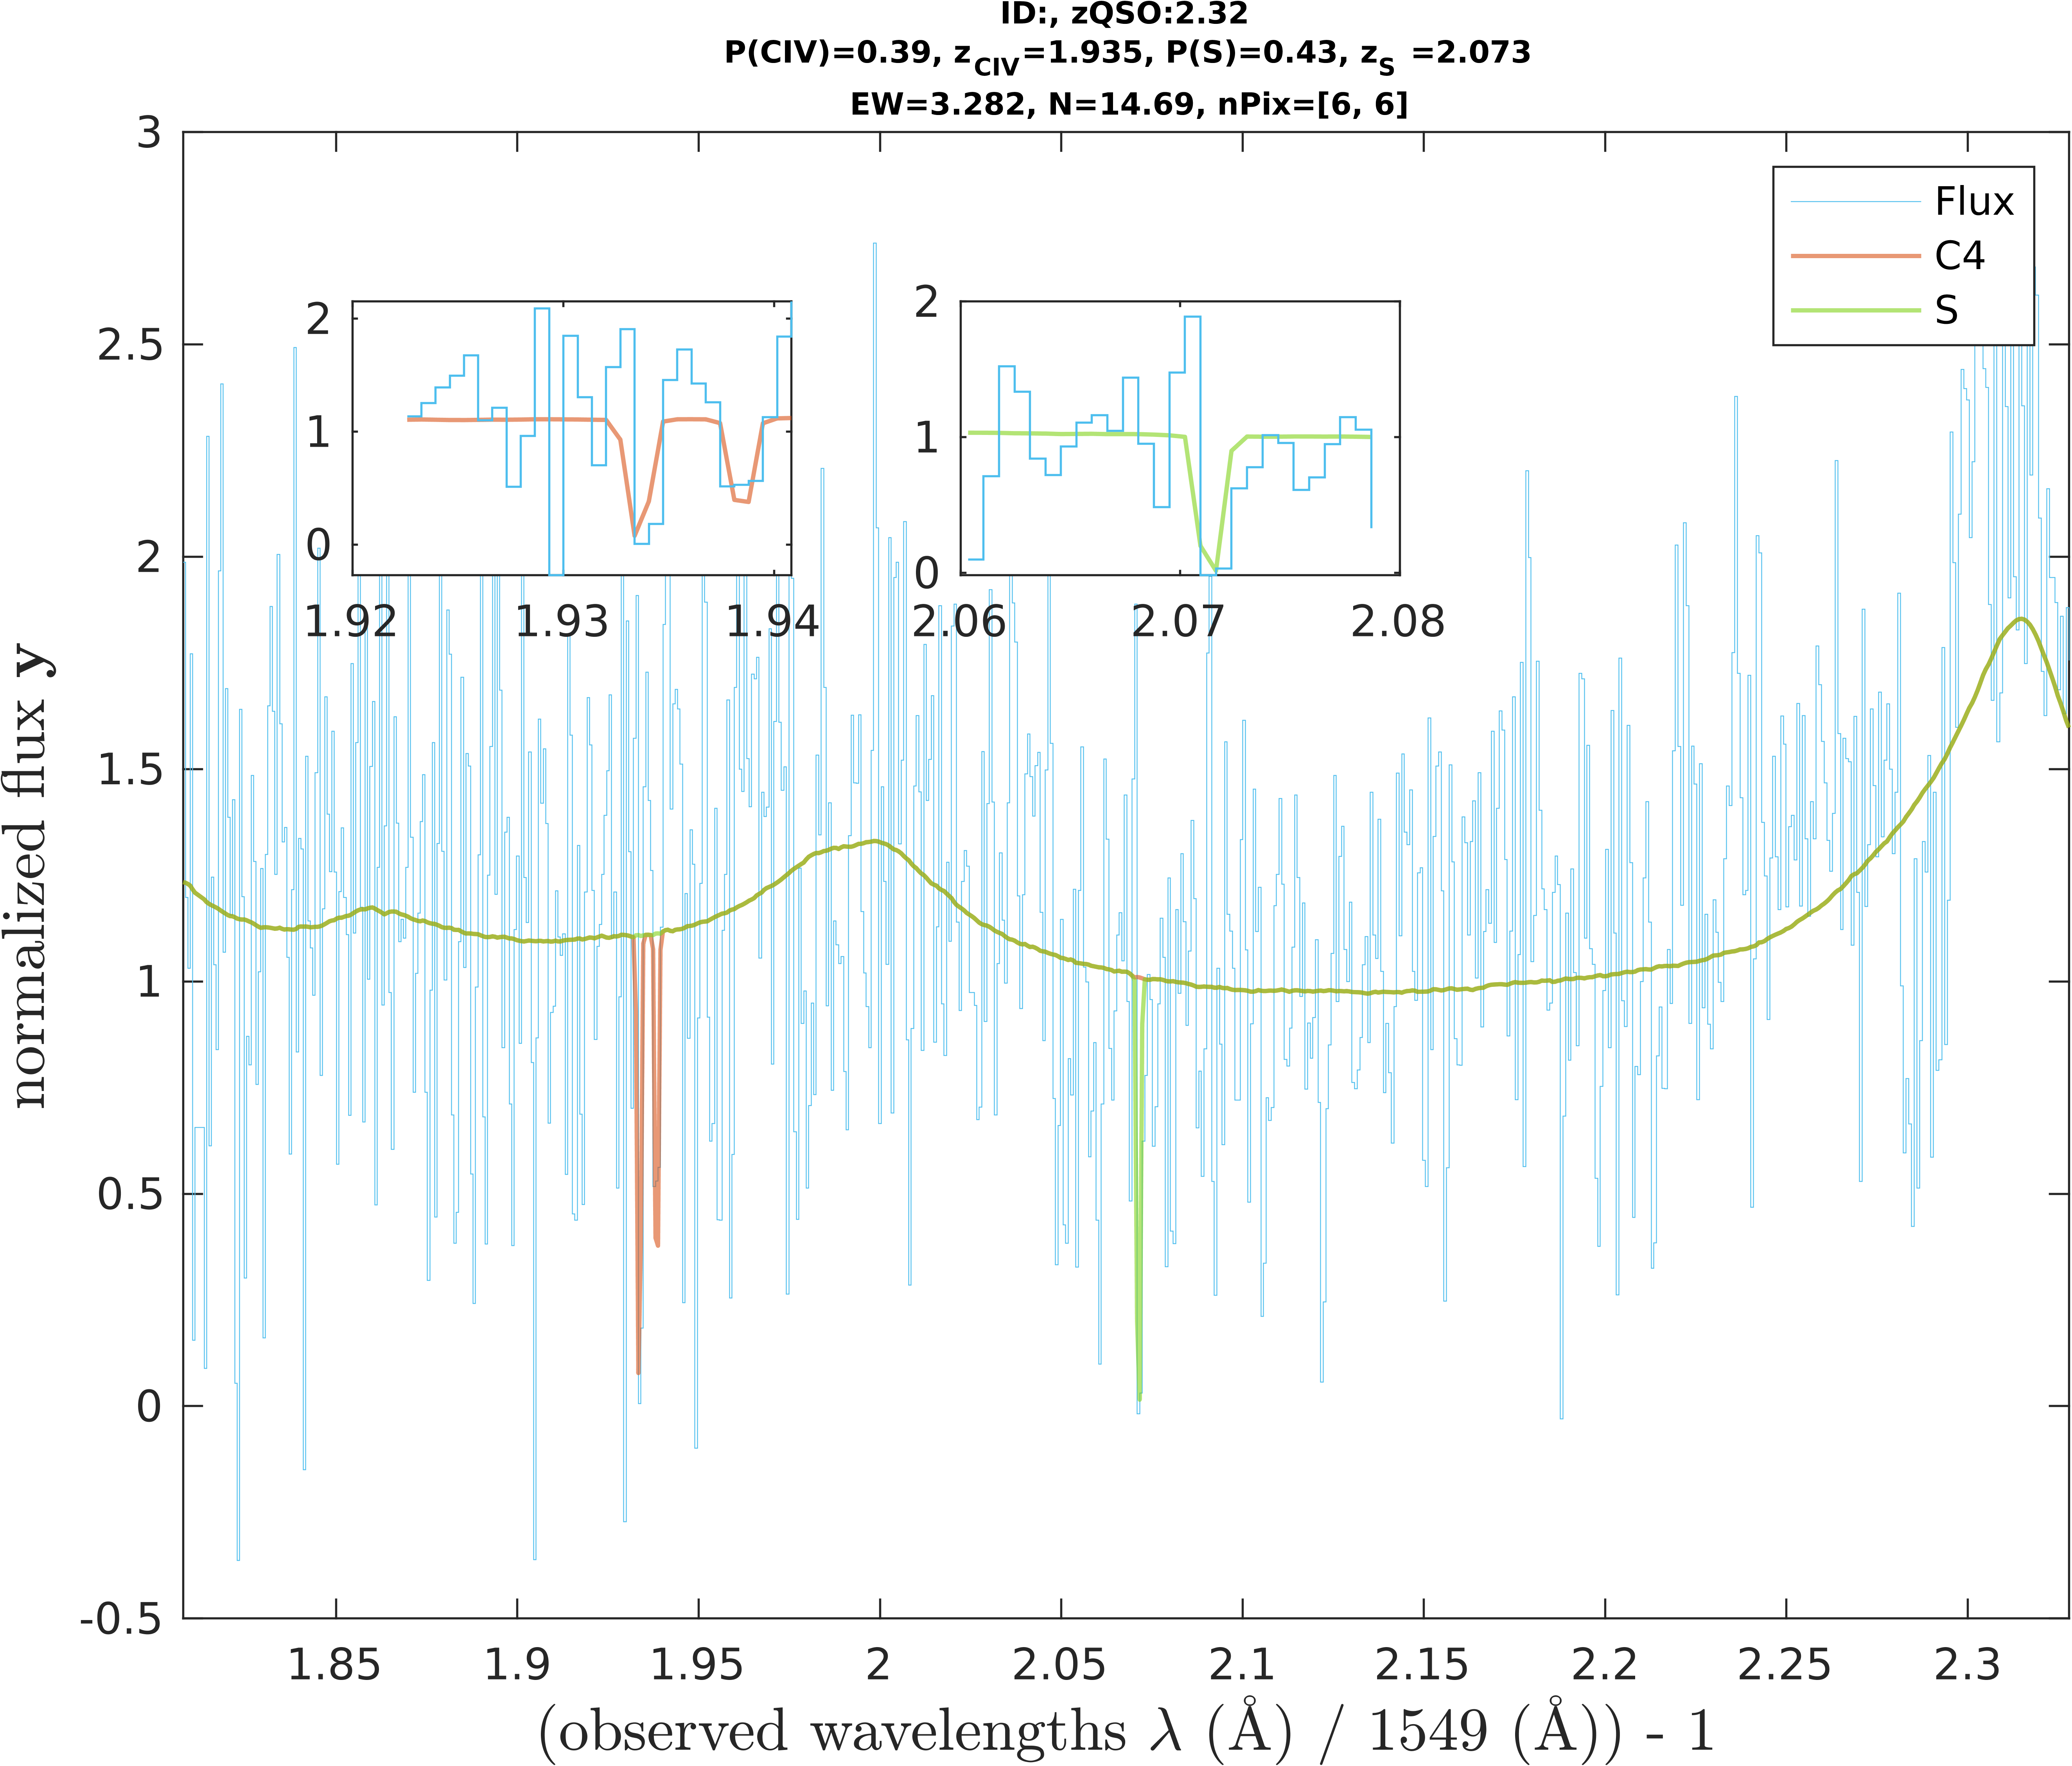 ID:, zQSO:2.32
P(CIV)=0.39, z_CIV=1.935, P(S)=0.43, z_S =2.073
EW=3.282, N=14.69, nPix=[6, 6]
3
2.5
2
1.5
1
0.5
0
-0.5
normalized flux y
Flux
C4
S
2
1
0
1.92 1.93 1.94
2
1
0
2.06 2.07 2.08
1.85 1.9 1.95 2 2.05 2.1 2.15 2.2 2.25 2.3
(observed wavelengths λ (Å) / 1549 (Å)) - 1